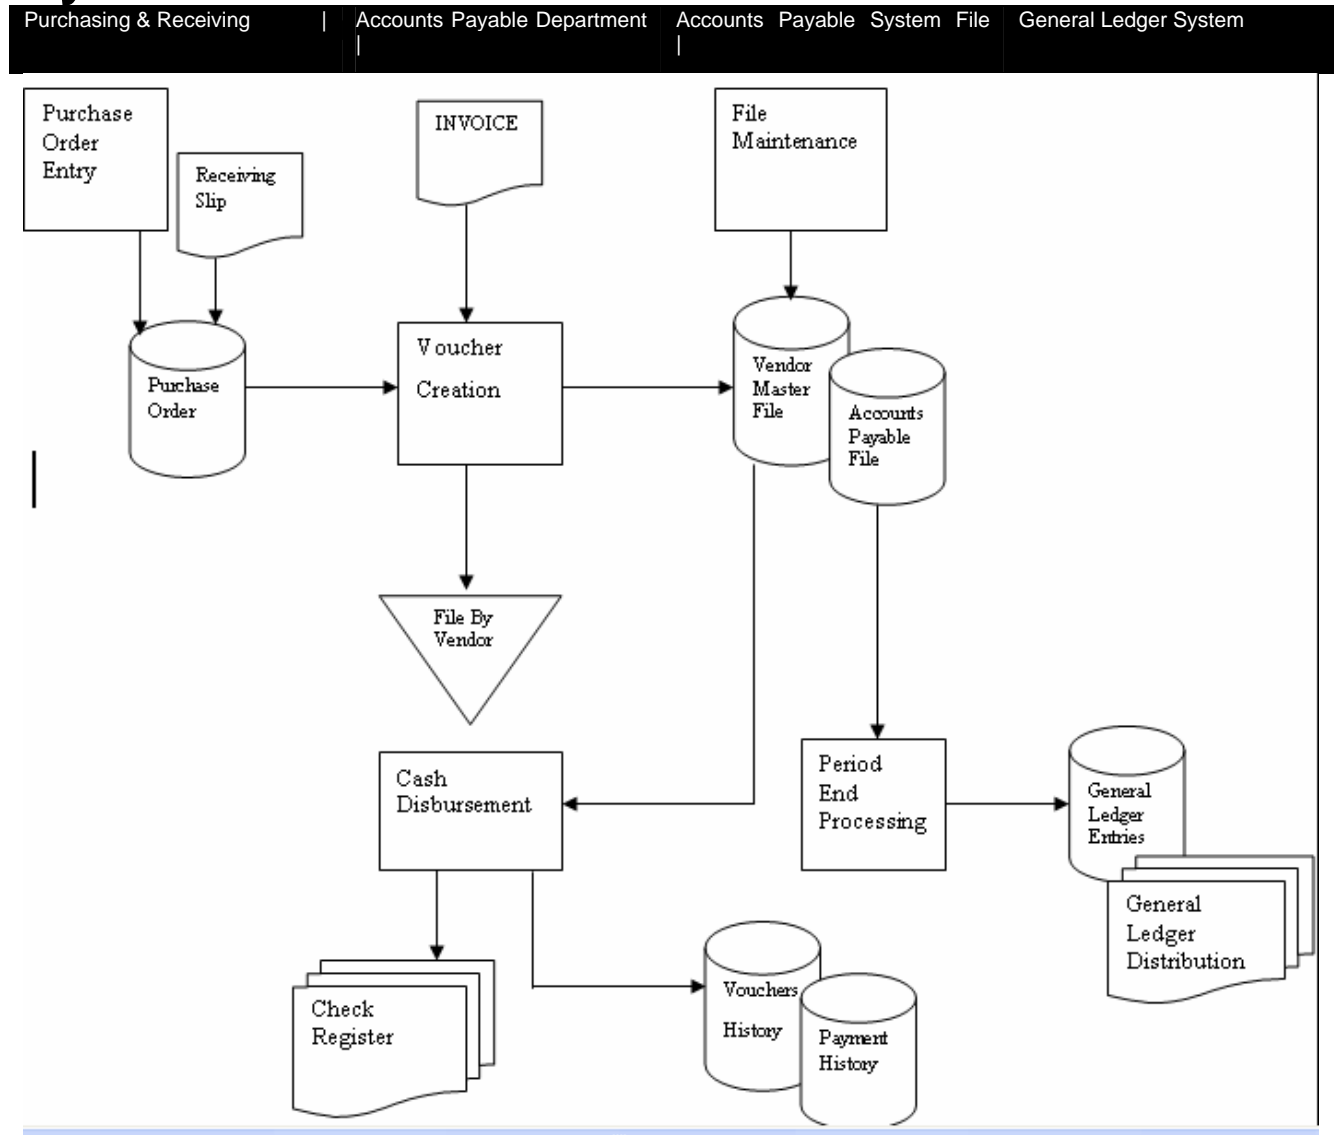 Purchasing & Receiving |
Accounts Payable Department
|
Accounts Payable System File
|
General Ledger System
Purchase
Order
Entry
Receiving
Slip
INVOICE
File
Maintenance
Purchase
Order
Voucher
Creation
Vendor
Master
File
Accounts
Payable
File
File By
Vendor
Cash
Disbursement
Period
End
Processing
General
Ledger
Entries
General
Ledger
Distribution
Check
Register
Vouchers
History
Payment
History